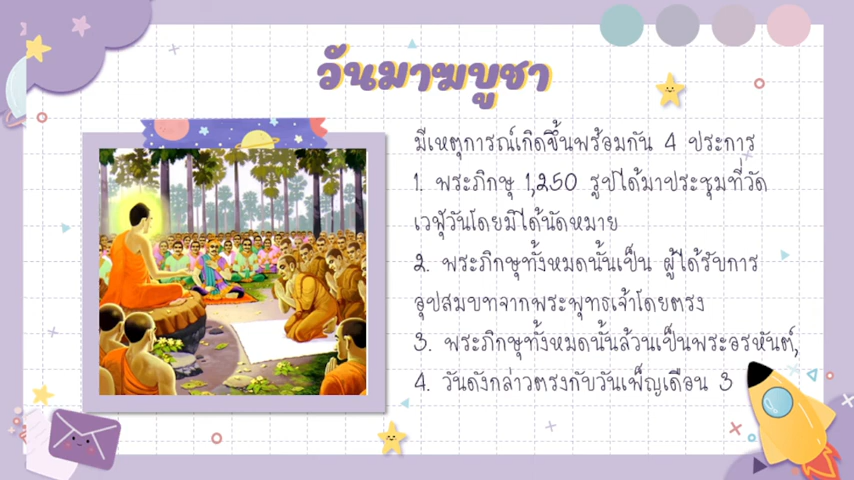 วันมาฆบูชา
มีเหตุการณ์เกิดขึ้นพร้อมกัน 4 ประการ
1. พระภิกษุ 1,250 รูปได้มาประชุมที่วัด
เวฬุวันโดยมิได้นัดหมาย
2. พระภิกษุทั้งหมดนั้นเป็น ผู้ได้รับการ
อุปสมบทจากพระพุทธเจ้าโดยตรง
3. พระภิกษุทั้งหมดนั้นล้วนเป็นพระอรหันต์,
4. วันดังกล่าวตรงกับวันเพ็ญเดือน 3